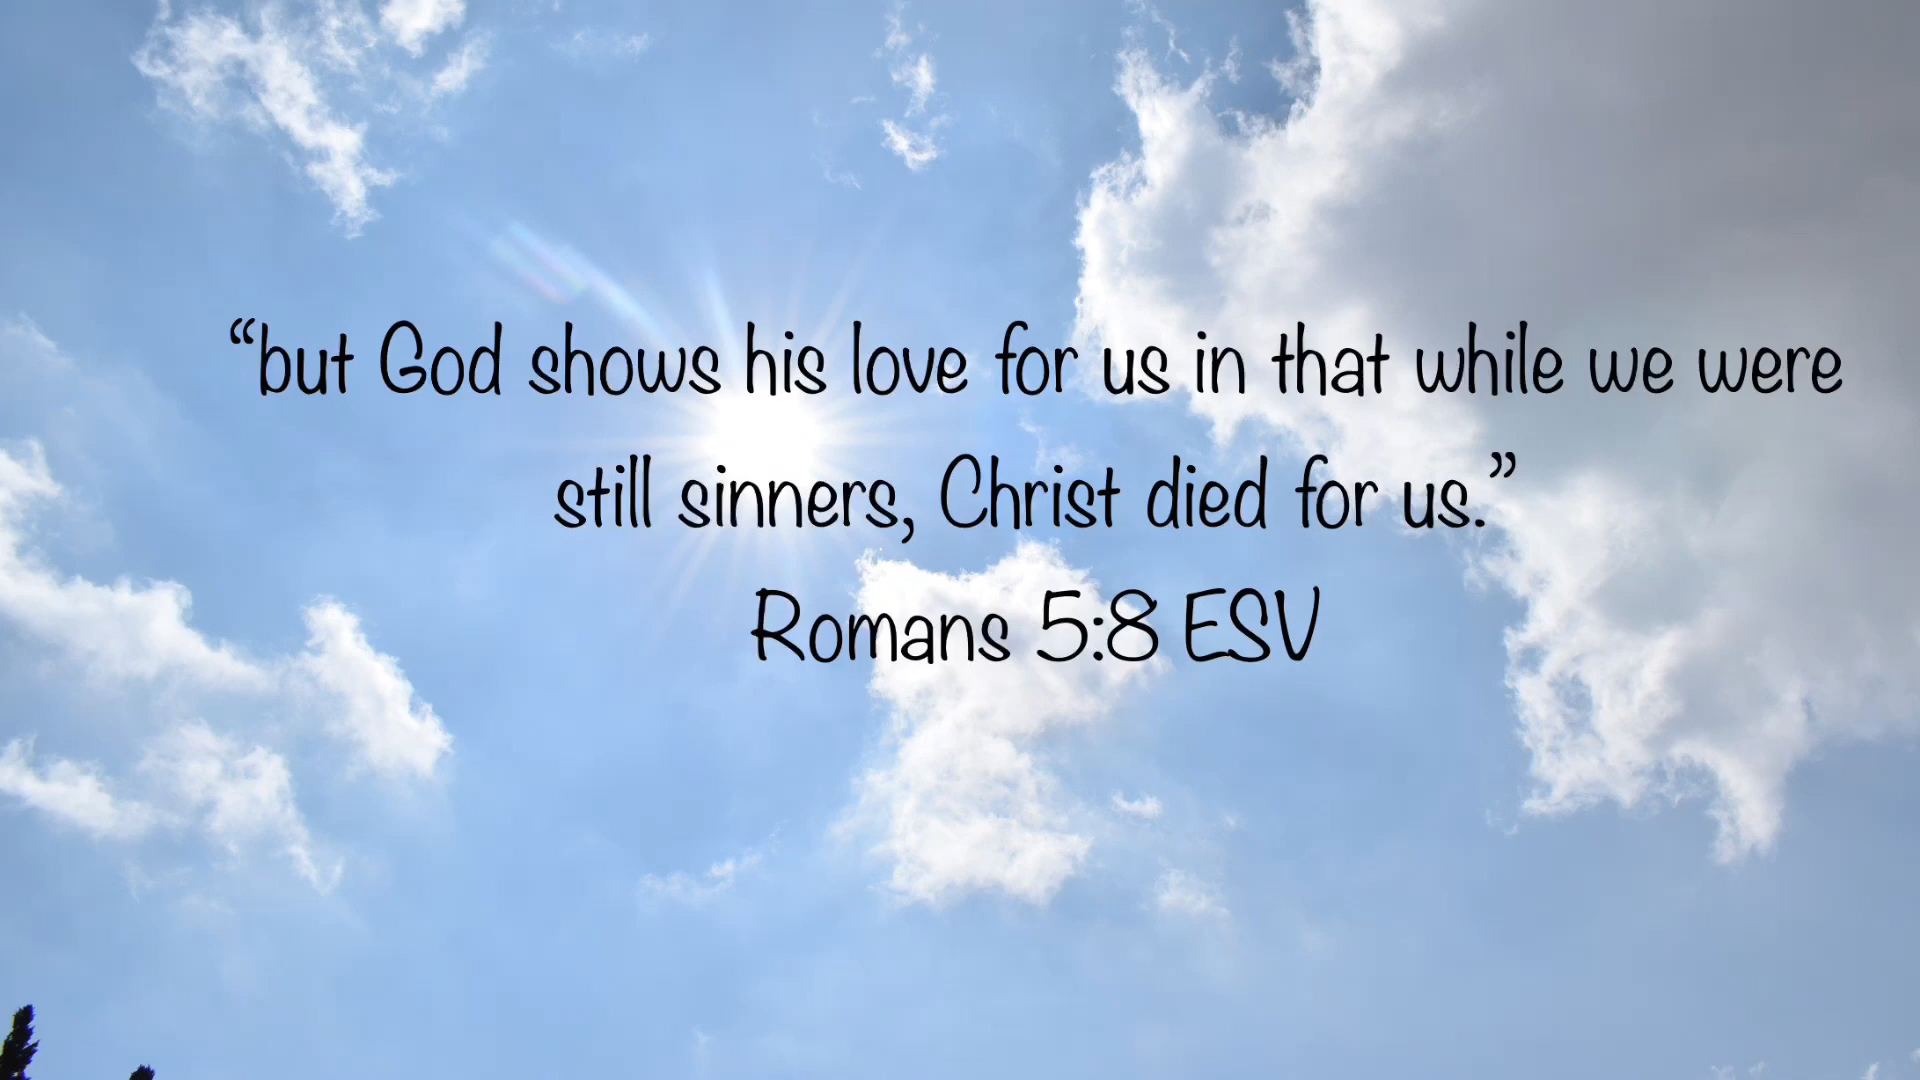 “but God shows his love for us in that while we were
still sinners, Christ died for us.”
Romans 5:8 ESV